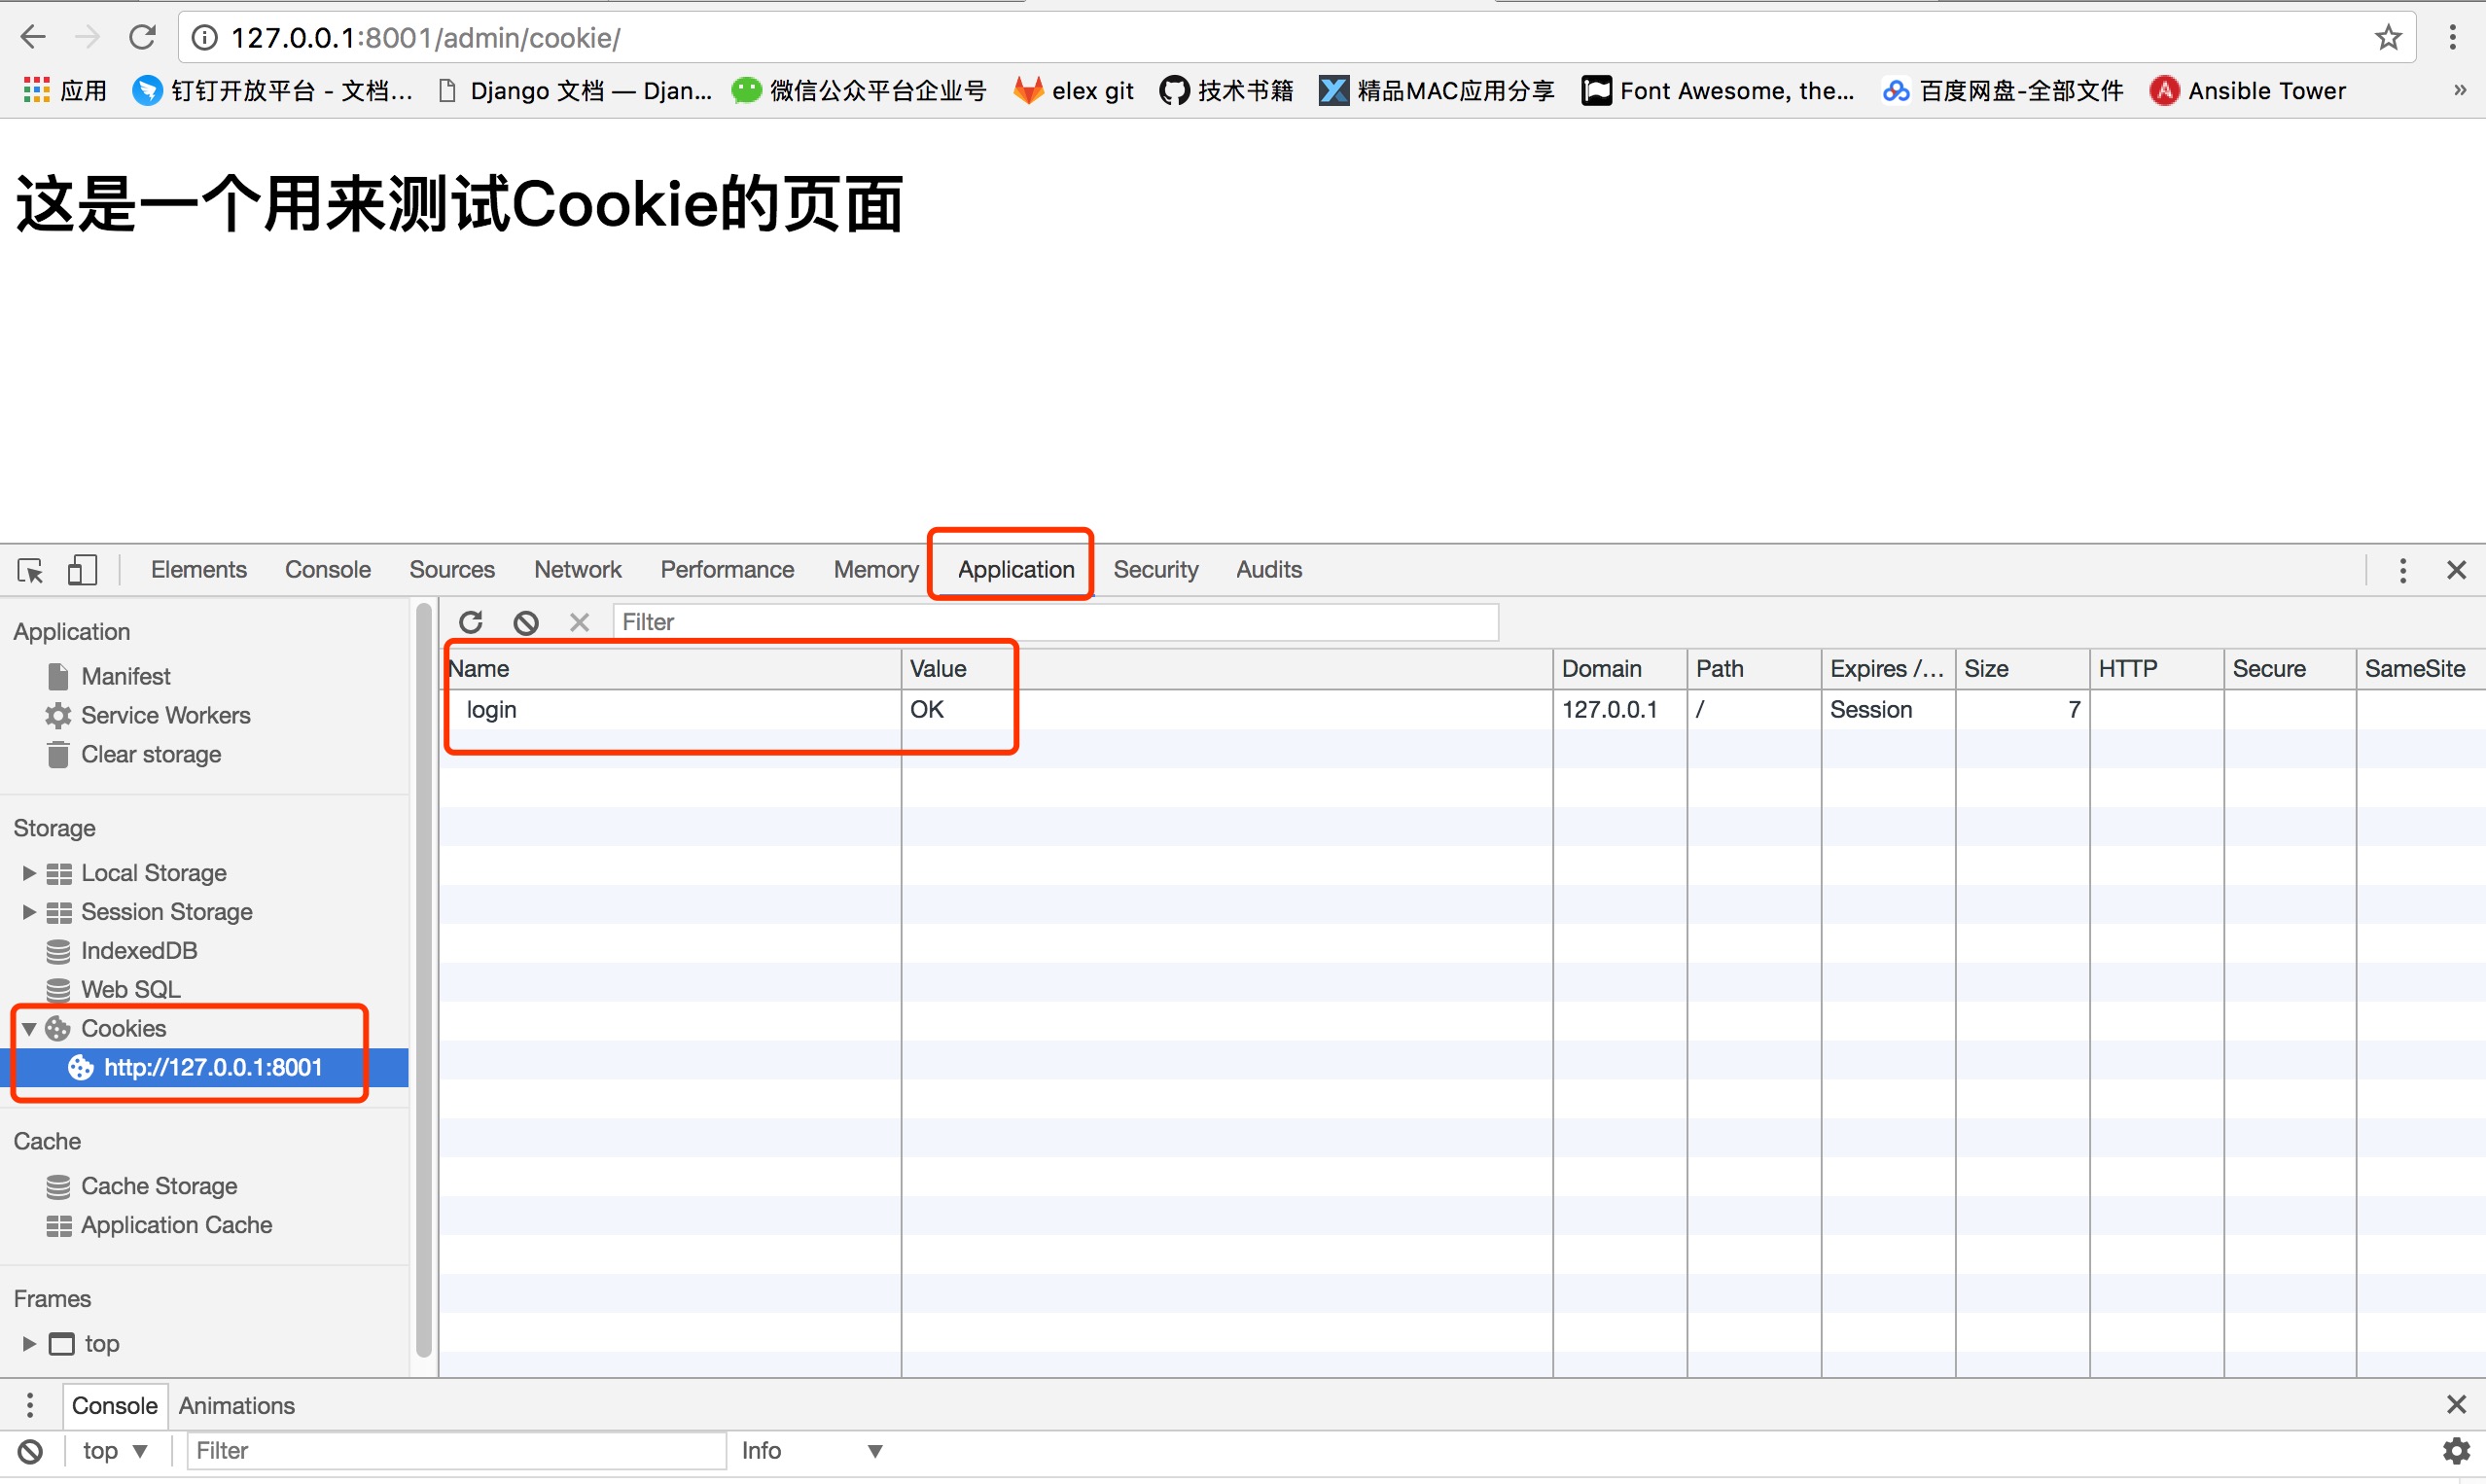 127.0.0.1:8001/admin/cookie/
应用 钉钉开放平台 - 文档... Django 文档 — Djan... 微信公众平台企业号 elex git 技术书籍 精品MAC应用分享 Font Awesome, the... 百度网盘-全部文件 Ansible Tower »
这是一个用来测试Cookie的页面
Elements Console Sources Network Performance Memory Application Security Audits
Application
Manifest
Service Workers
Clear storage
Storage
Local Storage
Session Storage
IndexedDB
Web SQL
Cookies
http://127.0.0.1:8001
Cache
Cache Storage
Application Cache
Frames
top
Filter
Name Value Domain Path Expires /... Size HTTP Secure SameSite
login OK 127.0.0.1 / Session 7
Console Animations
top Filter Info